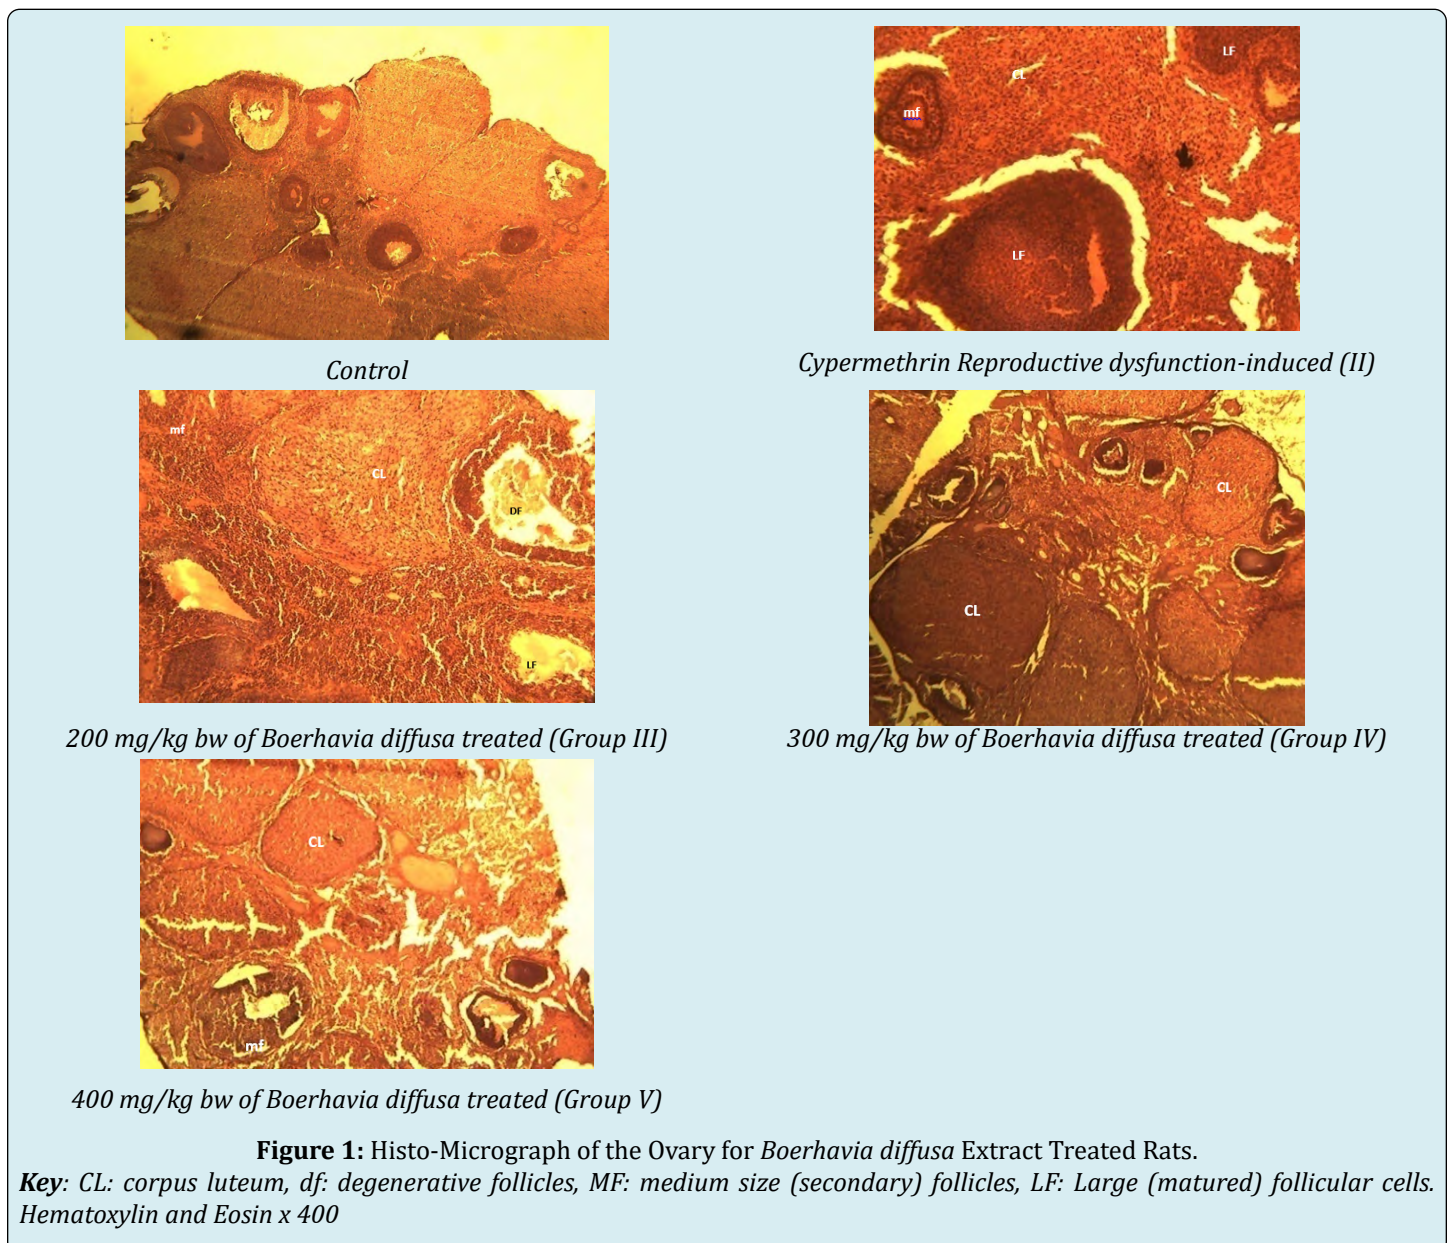 CL
LF
mf
LF
Control
Cypermethrin Reproductive dysfunction-induced (II)
mf
CL
DF
LF
CL
CL
200 mg/kg bw of Boerhavia diffusa treated (Group III)
300 mg/kg bw of Boerhavia diffusa treated (Group IV)
CL
mf
400 mg/kg bw of Boerhavia diffusa treated (Group V)
Figure 1: Histo-Micrograph of the Ovary for Boerhavia diffusa Extract Treated Rats.
Key: CL: corpus luteum, df: degenerative follicles, MF: medium size (secondary) follicles, LF: Large (matured) follicular cells.
Hematoxylin and Eosin x 400